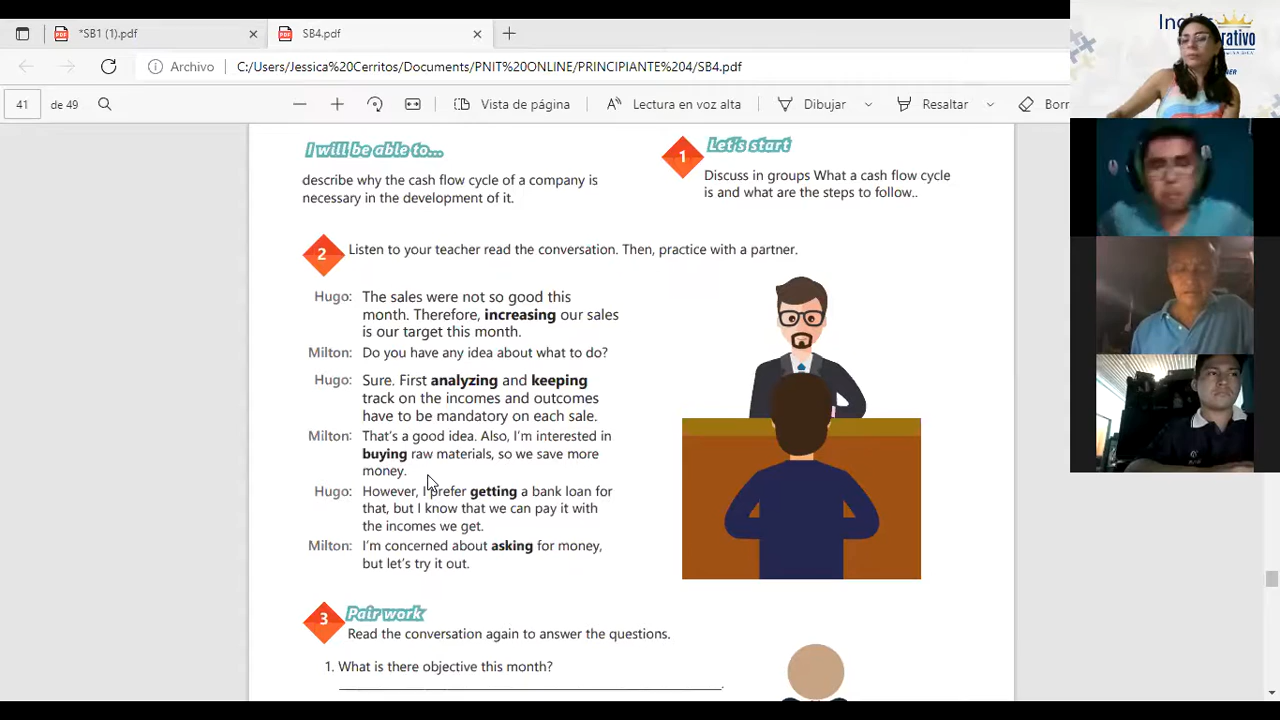 *SB1 (1).pdf
SB4.pdf
Archivo
C:/Users/Jessica%20Cerritos/Documents/PNIT%20ONLINE/PRINCIPIANTE%204/SB4.pdf
41 de 49
Vista de página
Lectura en voz alta
Dibujar
Resaltar
Borr
I will be able to...
describe why the cash flow cycle of a company is
necessary in the development of it.
1 Let's start
Discuss in groups What a cash flow cycle
is and what are the steps to follow..
2 Listen to your teacher read the conversation. Then, practice with a partner.
Hugo: The sales were not so good this
month. Therefore, increasing our sales
is our target this month.
Milton: Do you have any idea about what to do?
Hugo: Sure. First analyzing and keeping
track on the incomes and outcomes
have to be mandatory on each sale.
Milton: That's a good idea. Also, I'm interested in
buying raw materials, so we save more
money.
Hugo: However, I prefer getting a bank loan for
that, but I know that we can pay it with
the incomes we get.
Milton: I'm concerned about asking for money,
but let's try it out.
3 Pair work
Read the conversation again to answer the questions.
1. What is there objective this month?